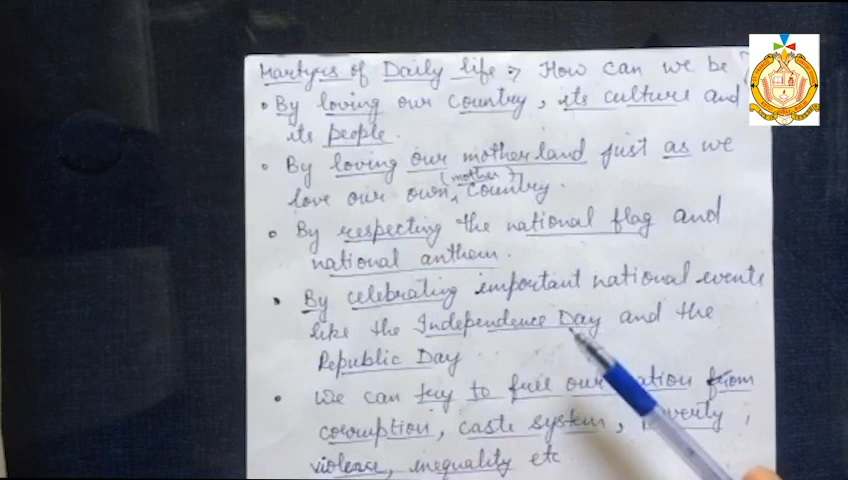 Martyrs of Daily life :- How can we be ?
• By loving our country, its culture and
its people.
• By loving our motherland just as we
love our own (mother) country.
• By respecting the national flag and
national anthem.
• By celebrating important national events
like the Independence Day and the
Republic Day
• We can try to free our nation from
corruption, caste system, poverty,
violence, inequality etc